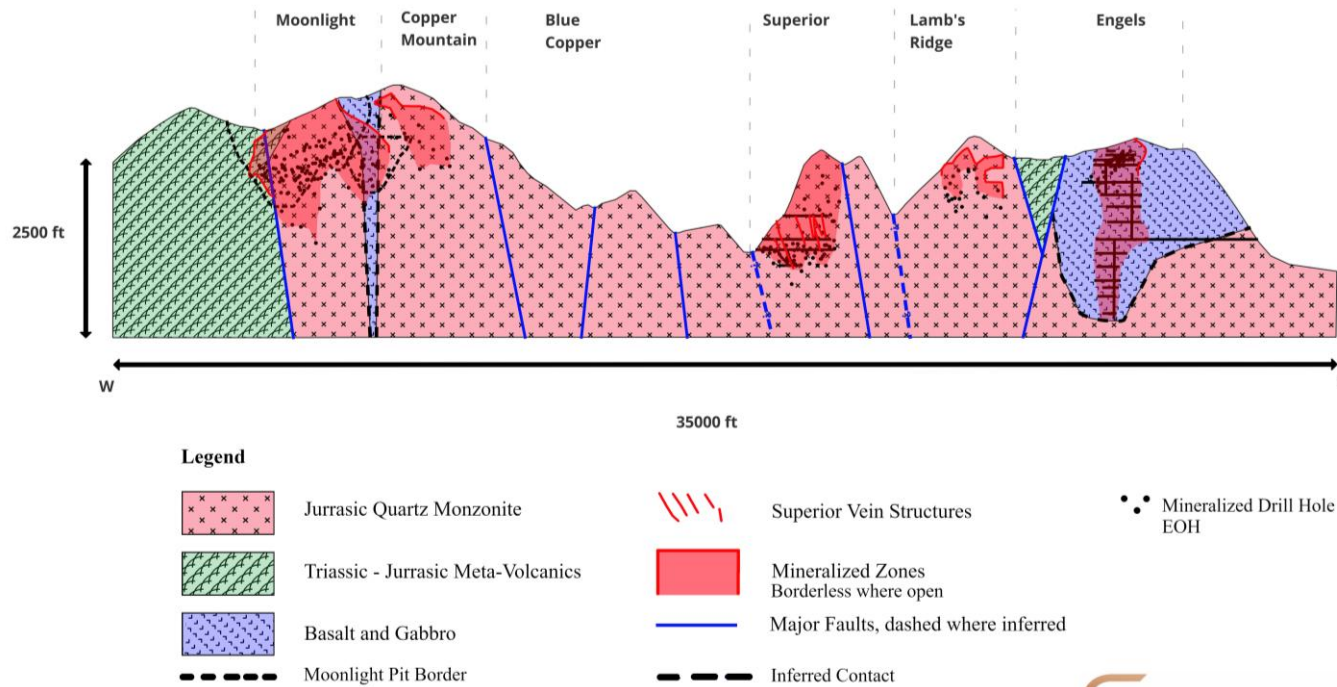 Moonlight
Copper
Mountain
Blue
Copper
Superior
Lamb's
Ridge
Engels
2500 ft
W
35000 ft
Legend
Jurrasic Quartz Monzonite
Superior Vein Structures
Mineralized Drill Hole
EOH
Triassic - Jurrasic Meta-Volcanics
Mineralized Zones
Borderless where open
Basalt and Gabbro
Major Faults, dashed where inferred
Moonlight Pit Border
Inferred Contact